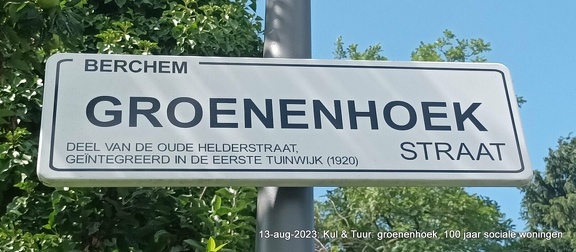 BERCHEM
GROENENHOEK
STRAAT
DEEL VAN DE OUDE HELDERSTRAAT,
GEÏNTEGREERD IN DE EERSTE TUINWIJK (1920)
13-aug-2023; Kul & Tuur. groenenhoek, 100 jaar sociale woningen